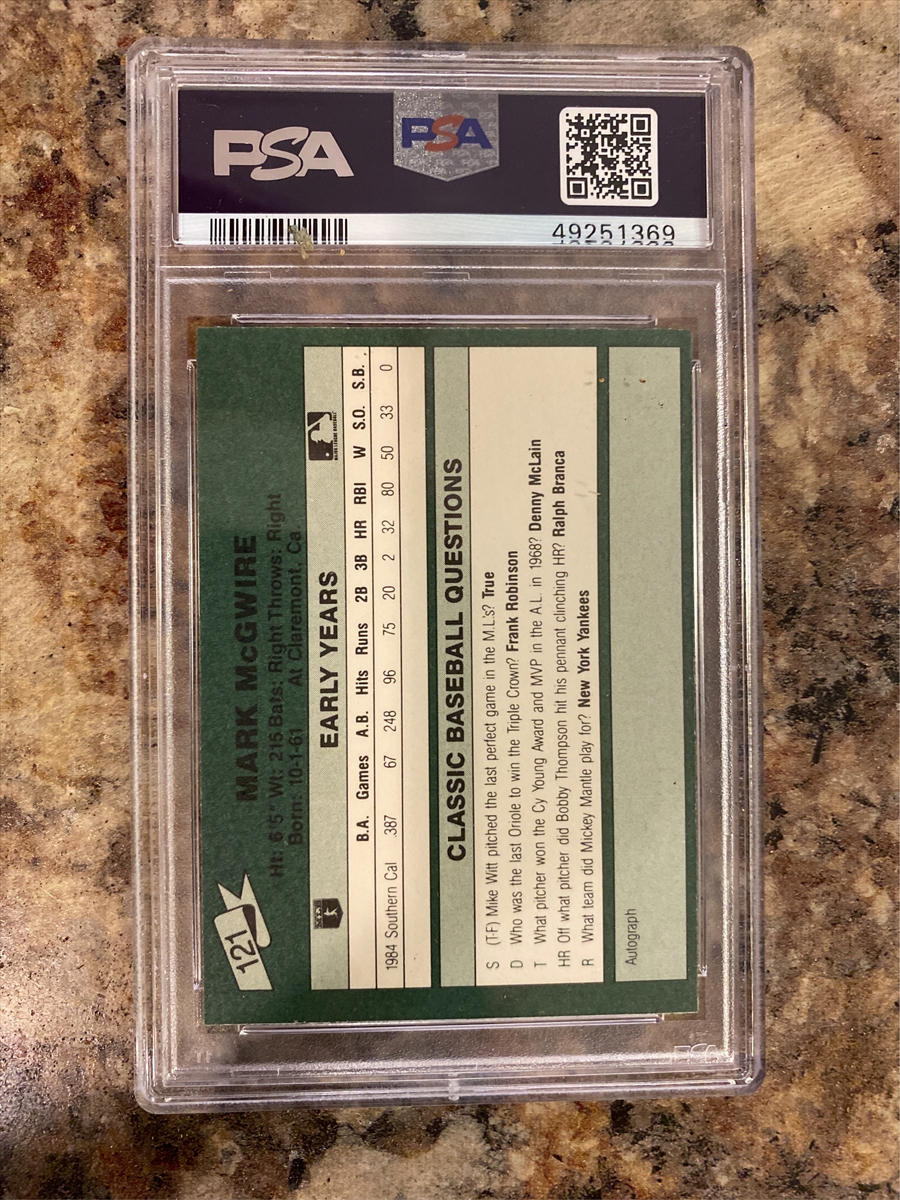 PSA
PSA
49251369
121
MARK McGWIRE
Ht: 6'5" Wt: 215 Bats: Right Throws: Right
Born: 10-1-61 At Claremont, Ca.
EARLY YEARS
B.A. Games A.B. Hits Runs 2B 3B HR RBI W S.O. S.B.
1984 Southern Cal .387 67 248 96 75 20 2 32 80 50 33 0
CLASSIC BASEBALL QUESTIONS
S (T-F) Mike Witt pitched the last perfect game in the M.L.'s? True
D Who was the last Oriole to win the Triple Crown? Frank Robinson
T What pitcher won the Cy Young Award and MVP in the A.L. in 1968? Denny McLain
HR Off what pitcher did Bobby Thompson hit his pennant clinching HR? Ralph Branca
R What team did Mickey Mantle play for? New York Yankees
Autograph
PSA